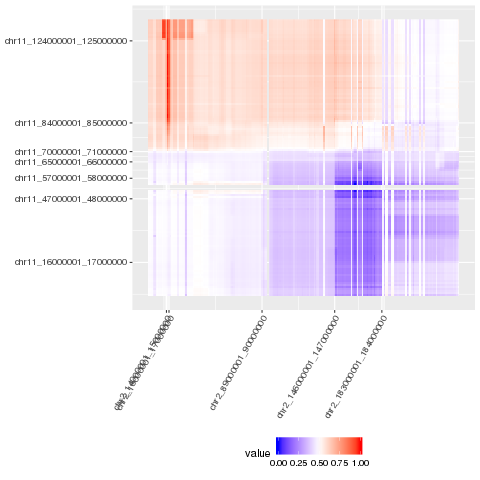 chr11_124000001_125000000
chr11_84000001_85000000
chr11_70000001_71000000
chr11_65000001_66000000
chr11_57000001_58000000
chr11_47000001_48000000
chr11_16000001_17000000
chr2_89000001_90000000
chr2_146000001_147000000
chr2_183000001_184000000
value
0.00 0.25 0.50 0.75 1.00